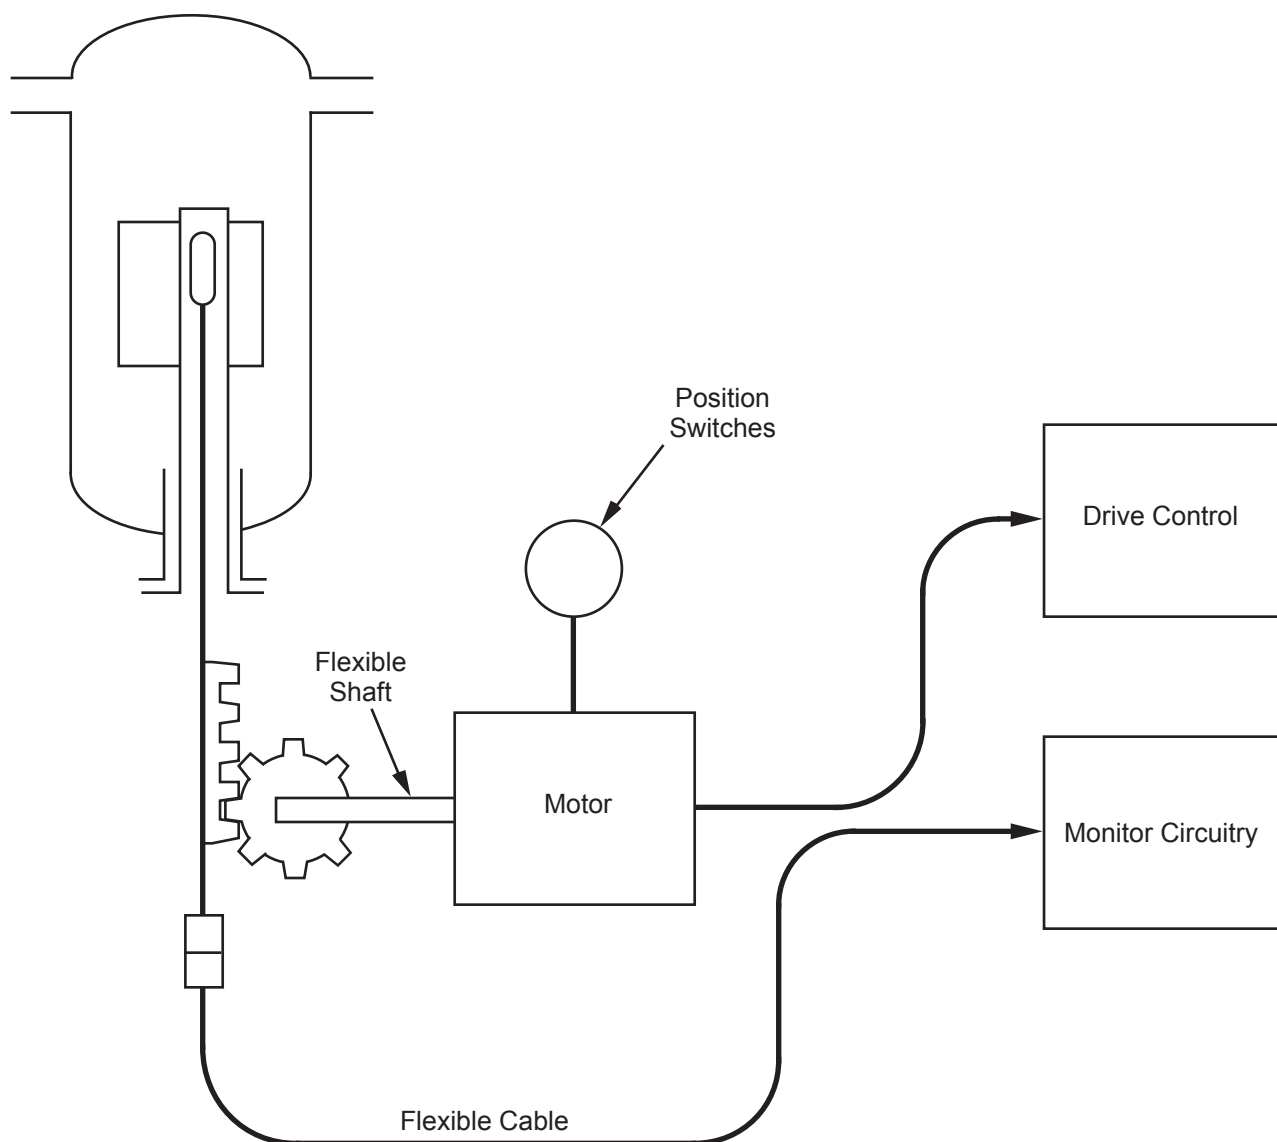 Position
Switches
Drive Control
Flexible
Shaft
Motor
Monitor Circuitry
Flexible Cable